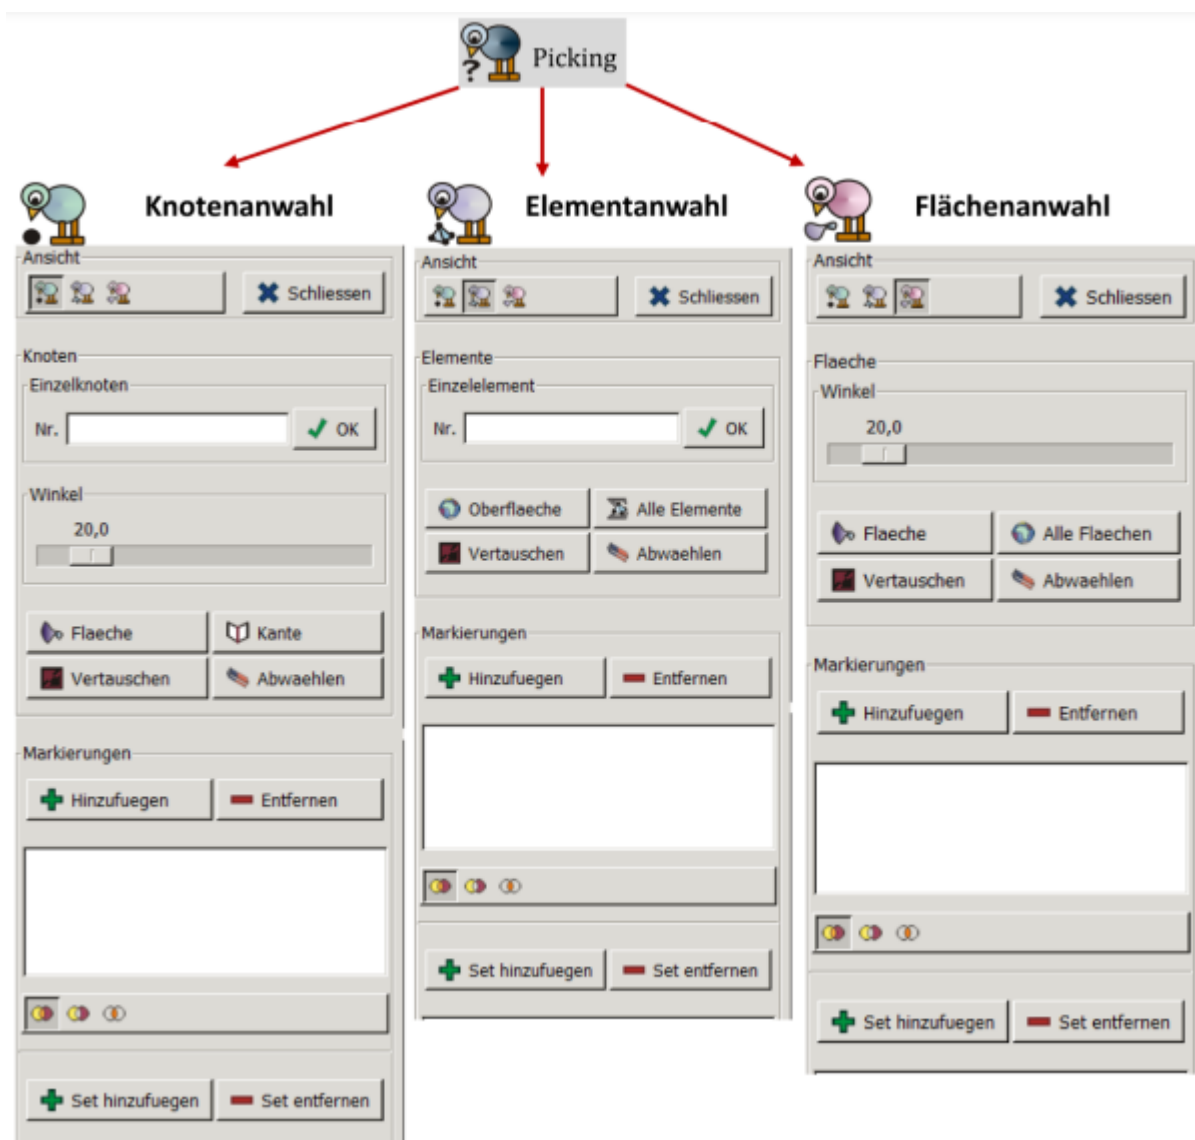 Picking
Knotenanwahl
Ansicht
Schliessen
Knoten
Einzelknoten
Nr.
OK
Winkel
20,0
Flaeche
Kante
Vertauschen
Abwaehlen
Markierungen
Hinzufuegen
Entfernen
Set hinzufuegen
Set entfernen
Elementanwahl
Ansicht
Schliessen
Elemente
Einzelelement
Nr.
OK
Oberflaeche
Alle Elemente
Vertauschen
Abwaehlen
Markierungen
Hinzufuegen
Entfernen
Set hinzufuegen
Set entfernen
Flächenanwahl
Ansicht
Schliessen
Flaeche
Winkel
20,0
Flaeche
Alle Flaechen
Vertauschen
Abwaehlen
Markierungen
Hinzufuegen
Entfernen
Set hinzufuegen
Set entfernen